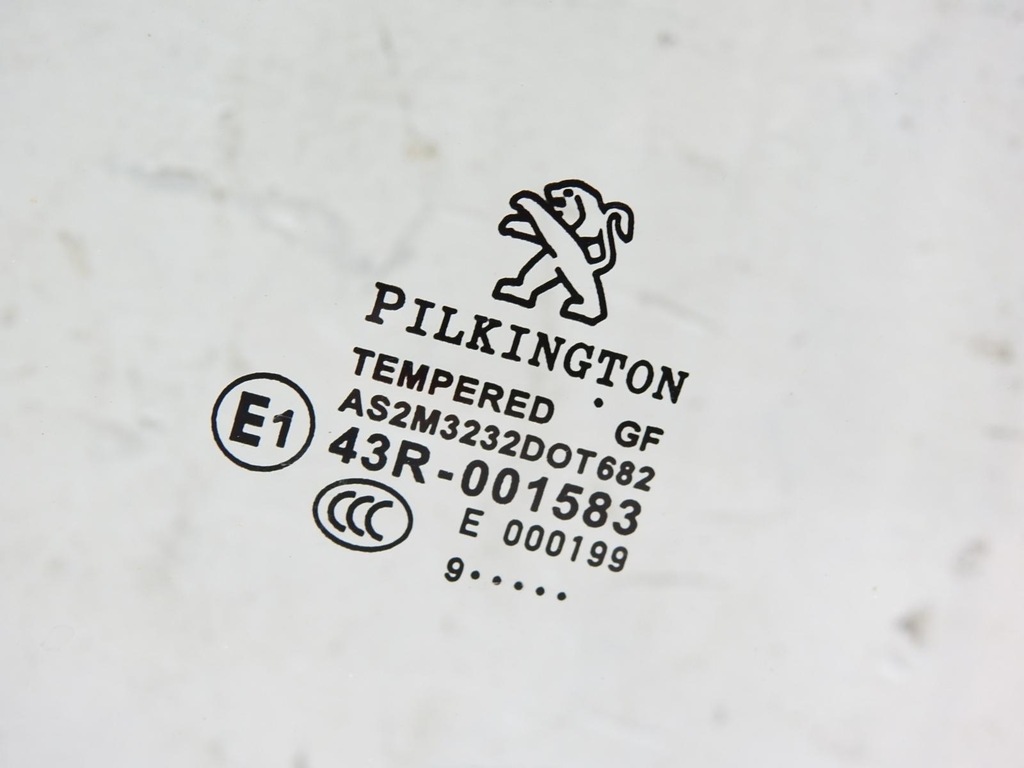 PILKINGTON
TEMPERED . GF
AS2M3232DOT682
E1
43R-001583
CCC
E 000199
9.....